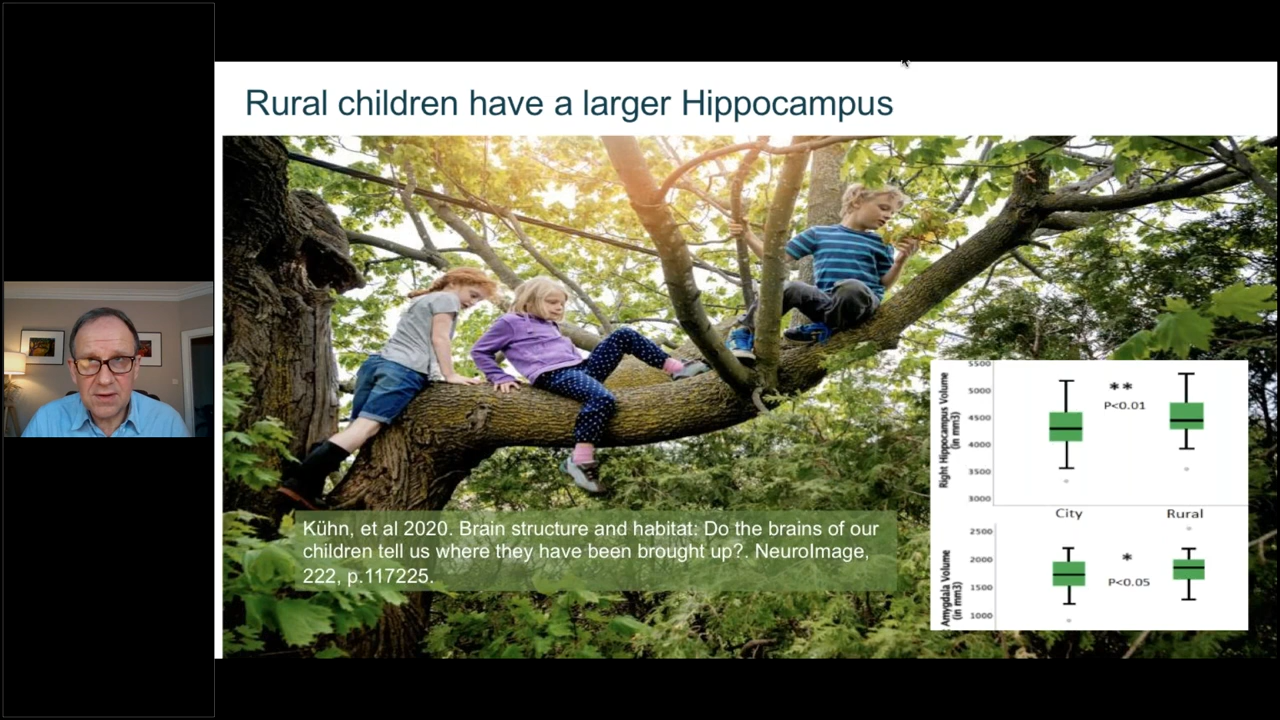 Rural children have a larger Hippocampus
Kühn, et al 2020. Brain structure and habitat: Do the brains of our
children tell us where they have been brought up?. NeuroImage,
222, p.117225.
Right Hippocampus Volume
(in mm3)
5500
5000
4500
4000
3500
3000
**
P<0.01
City
Rural
Amygdala Volume
(in mm3)
2500
2000
1500
1000
*
P<0.05